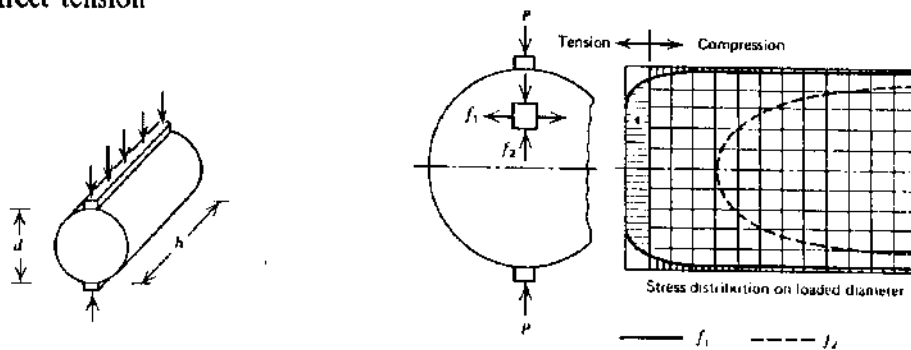 direct tension
P
Tension Compression
f₁
f₂
d
h
P
Stress distribution on loaded diameter
f₁ f₂